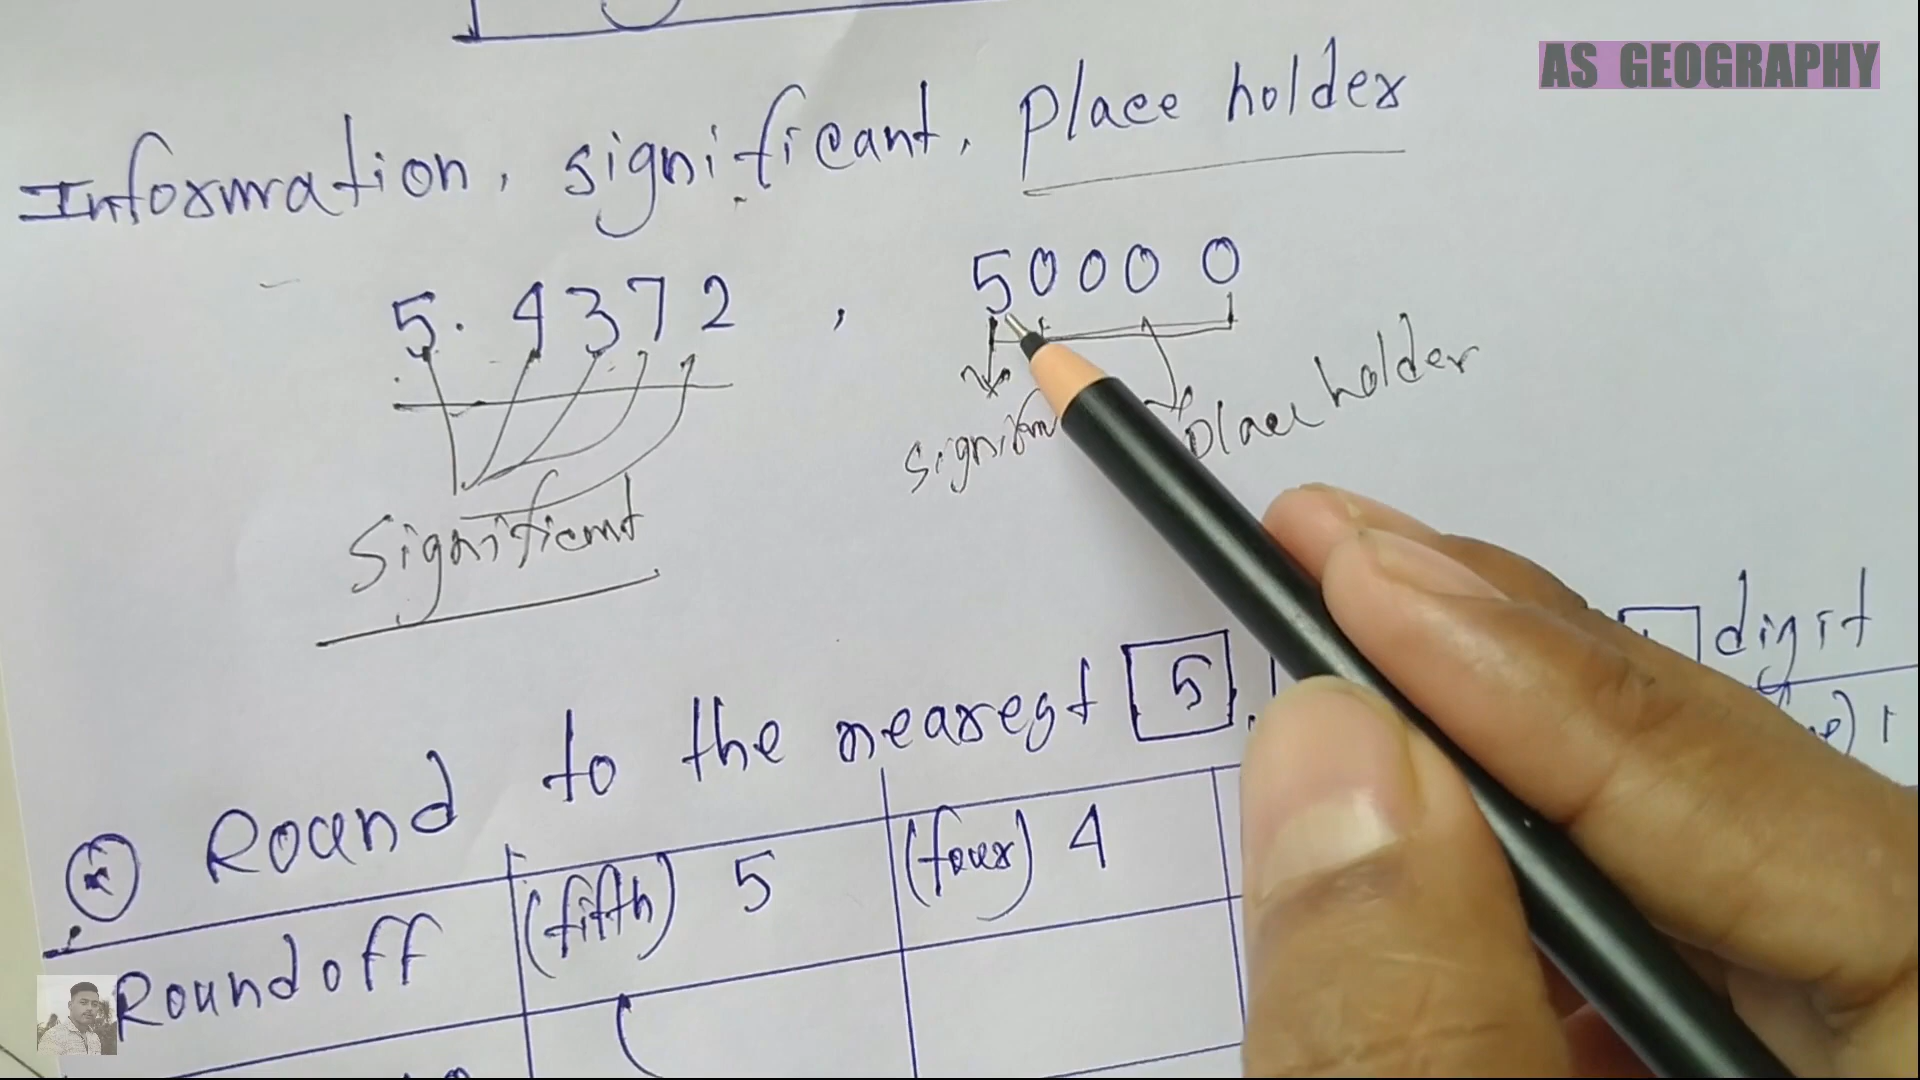 AS GEOGRAPHY
Information, significant, place holder
5.4372, 50000
place holder
Significant
Round to the nearest 5,
digit
Round off (fifth) 5 (four) 4